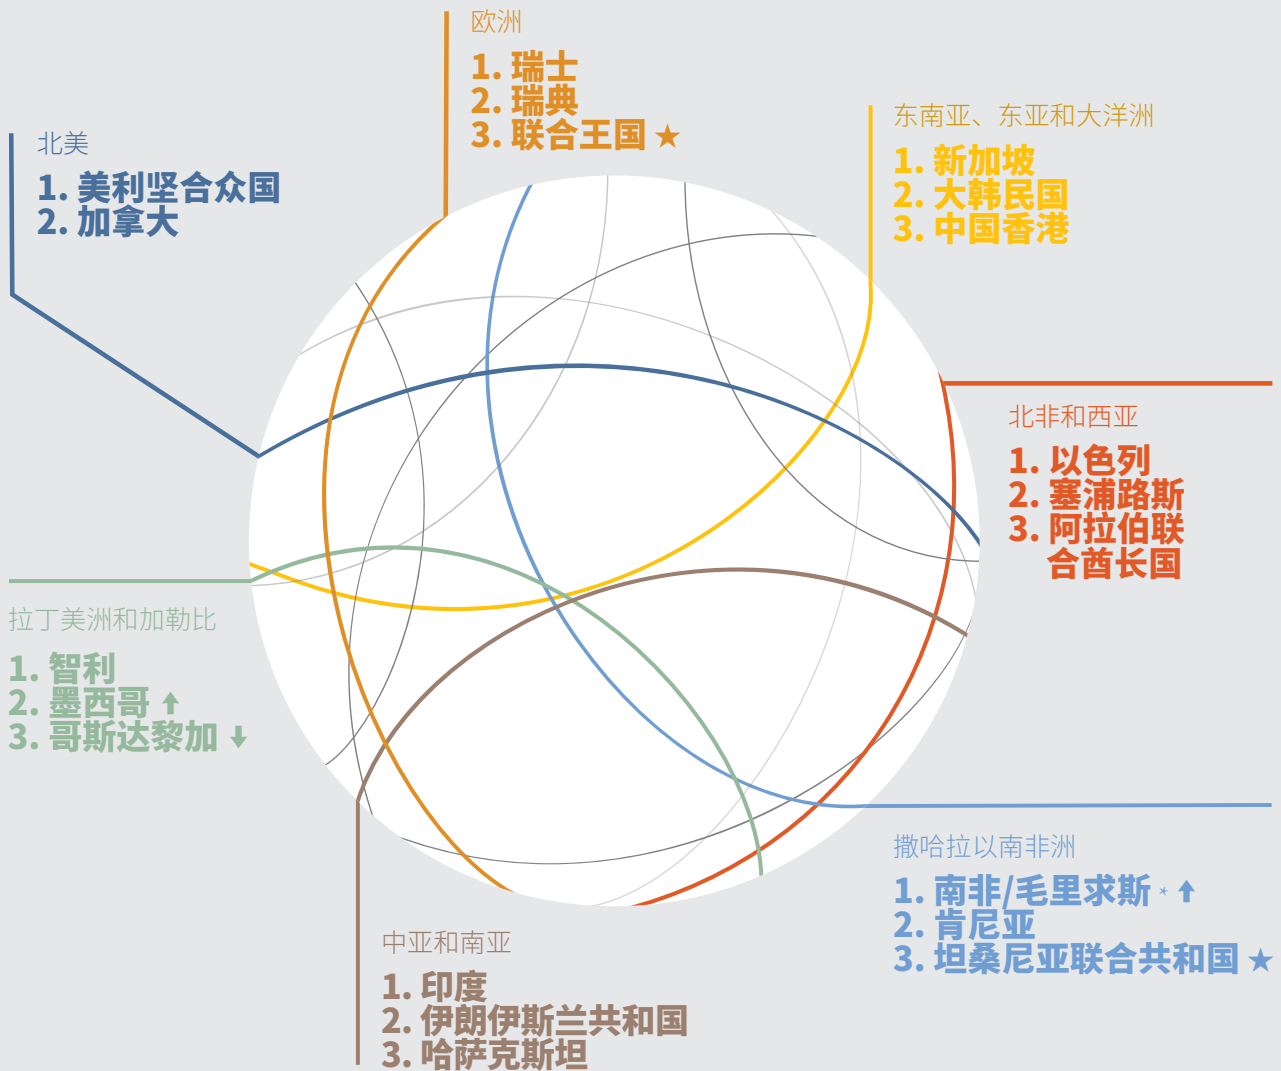 欧洲
1. 瑞士
2. 瑞典
3. 联合王国 ★
北美
1. 美利坚合众国
2. 加拿大
东南亚、东亚和大洋洲
1. 新加坡
2. 大韩民国
3. 中国香港
北非和西亚
1. 以色列
2. 塞浦路斯
3. 阿拉伯联
合酋长国
拉丁美洲和加勒比
1. 智利
2. 墨西哥 ↑
3. 哥斯达黎加 ↓
撒哈拉以南非洲
1. 南非/毛里求斯 * ↑
2. 肯尼亚
3. 坦桑尼亚联合共和国 ★
中亚和南亚
1. 印度
2. 伊朗伊斯兰共和国
3. 哈萨克斯坦